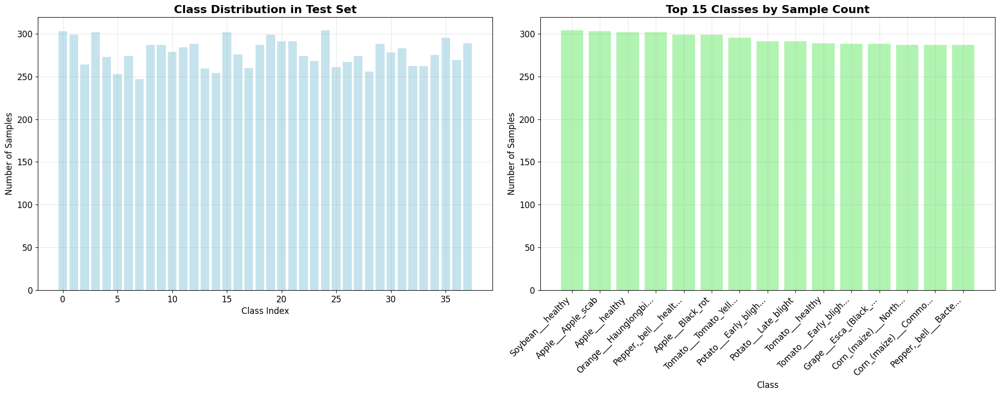 Class Distribution in Test Set
Number of Samples
300
250
200
150
100
50
0
0 5 10 15 20 25 30 35
Class Index
Top 15 Classes by Sample Count
Number of Samples
300
250
200
150
100
50
0
Soybean___healthy
Apple___Apple_scab
Apple___healthy
Orange___Haunglongbi...
Pepper,_bell___healt...
Apple___Black_rot
Tomato___Tomato_Yell...
Potato___Early_bligh...
Potato___Late_blight
Tomato___healthy
Tomato___Early_bligh...
Grape___Esca_(Black_...
Corn_(maize)___North...
Corn_(maize)___Commo...
Pepper,_bell___Bacte...
Class